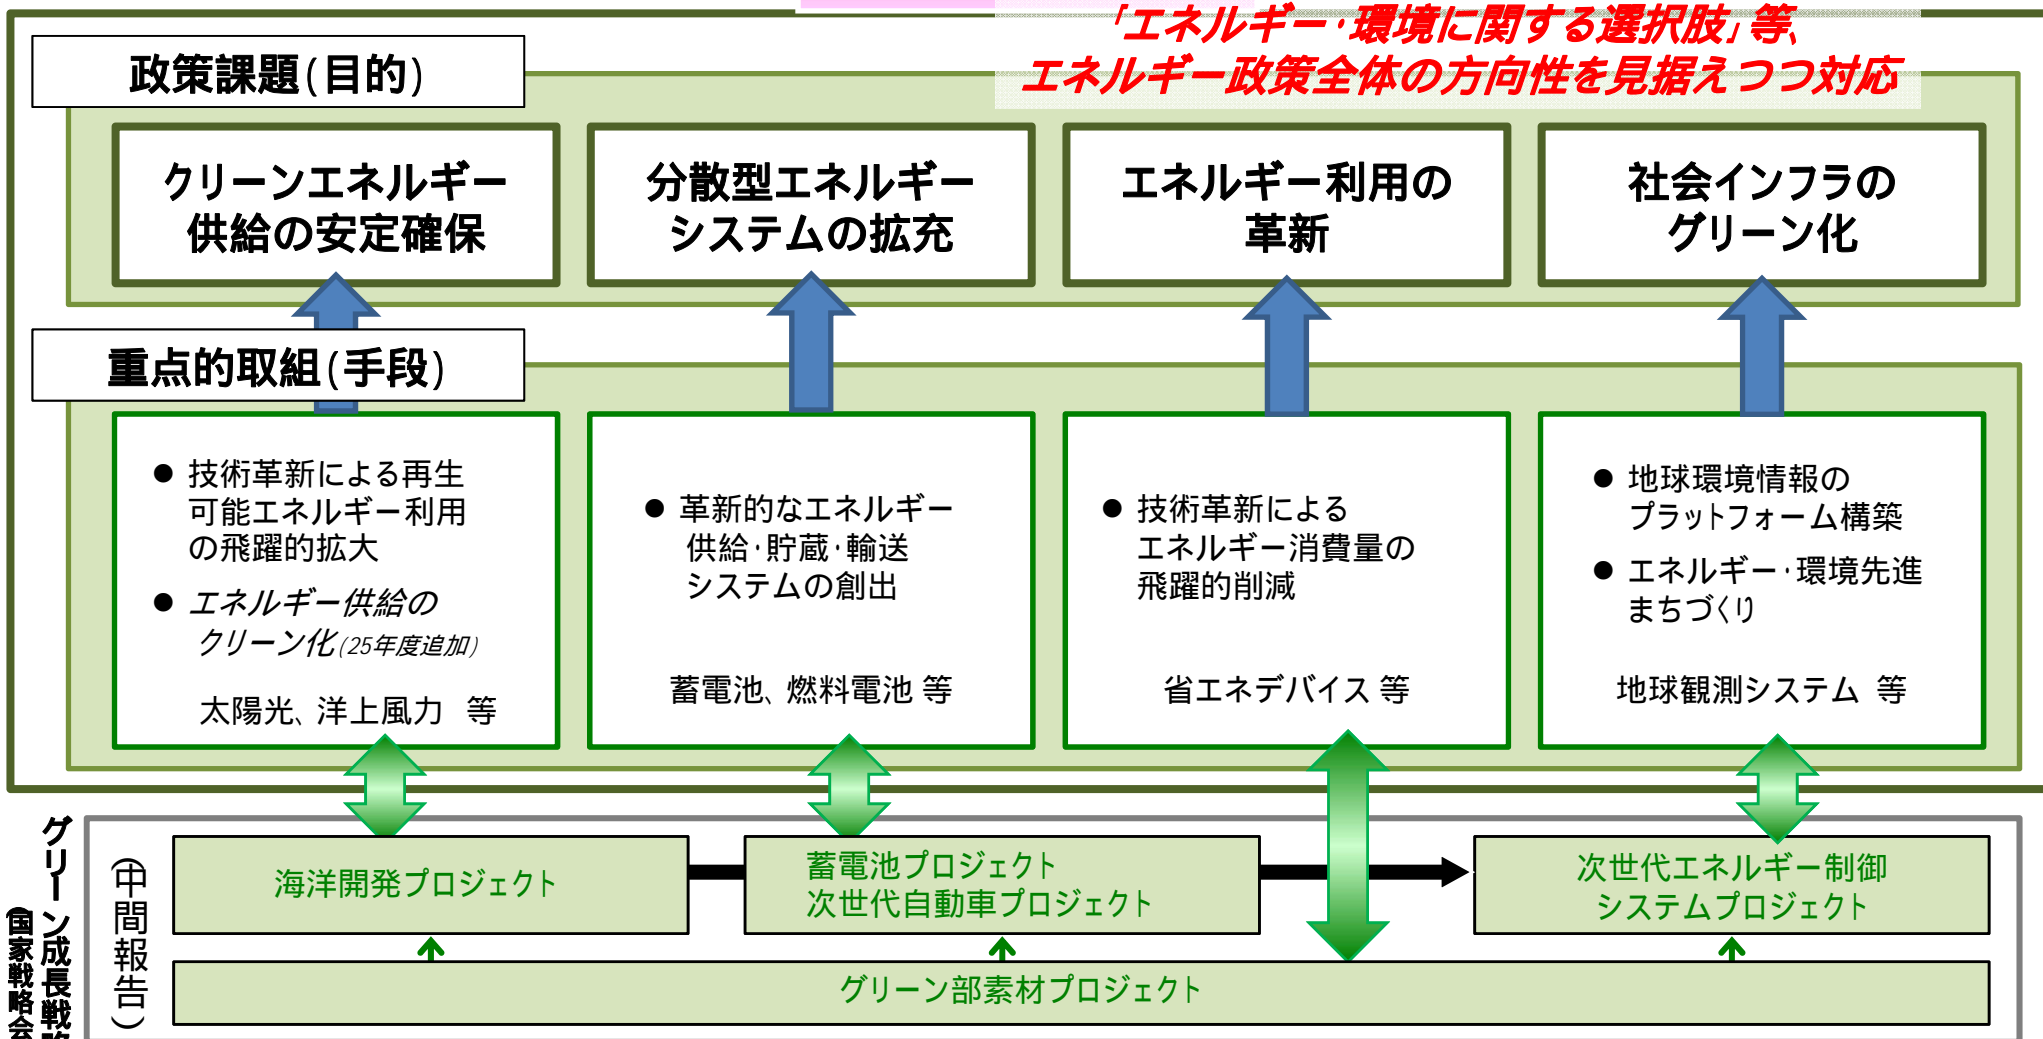 「エネルギー・環境に関する選択肢」等、
エネルギー政策全体の方向性を見据えつつ対応
政策課題(目的)
クリーンエネルギー
供給の安定確保
分散型エネルギー
システムの拡充
エネルギー利用の
革新
社会インフラの
グリーン化
重点的取組(手段)
● 技術革新による再生
可能エネルギー利用
の飛躍的拡大
● エネルギー供給の
クリーン化(25年度追加)
太陽光、洋上風力 等
● 革新的なエネルギー
供給・貯蔵・輸送
システムの創出
蓄電池、燃料電池 等
● 技術革新による
エネルギー消費量の
飛躍的削減
省エネデバイス 等
● 地球環境情報の
プラットフォーム構築
● エネルギー・環境先進
まちづくり
地球観測システム 等
グリーン成長戦略
(国家戦略会
(中間報告)
海洋開発プロジェクト
蓄電池プロジェクト
次世代自動車プロジェクト
次世代エネルギー制御
システムプロジェクト
グリーン部素材プロジェクト